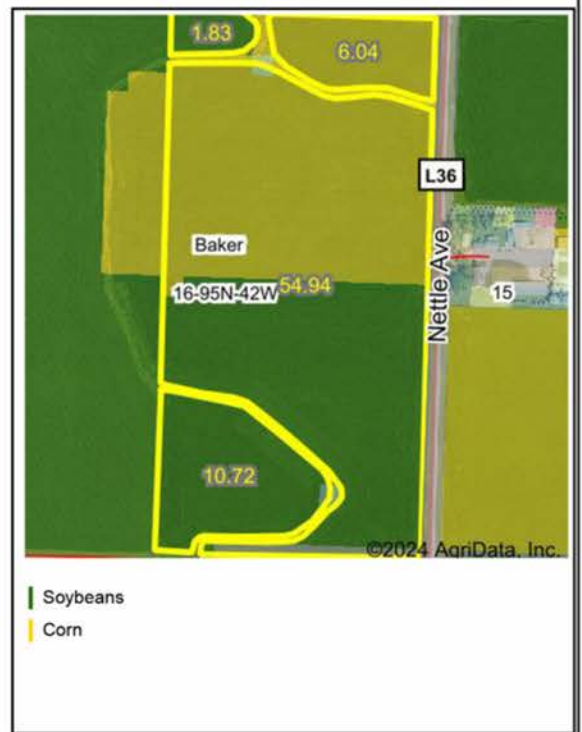 1.83
6.04
L36
Baker
16-95N-42W
54.94
Nettle Ave
15
10.72
©2024 AgriData, Inc.
Soybeans
Corn